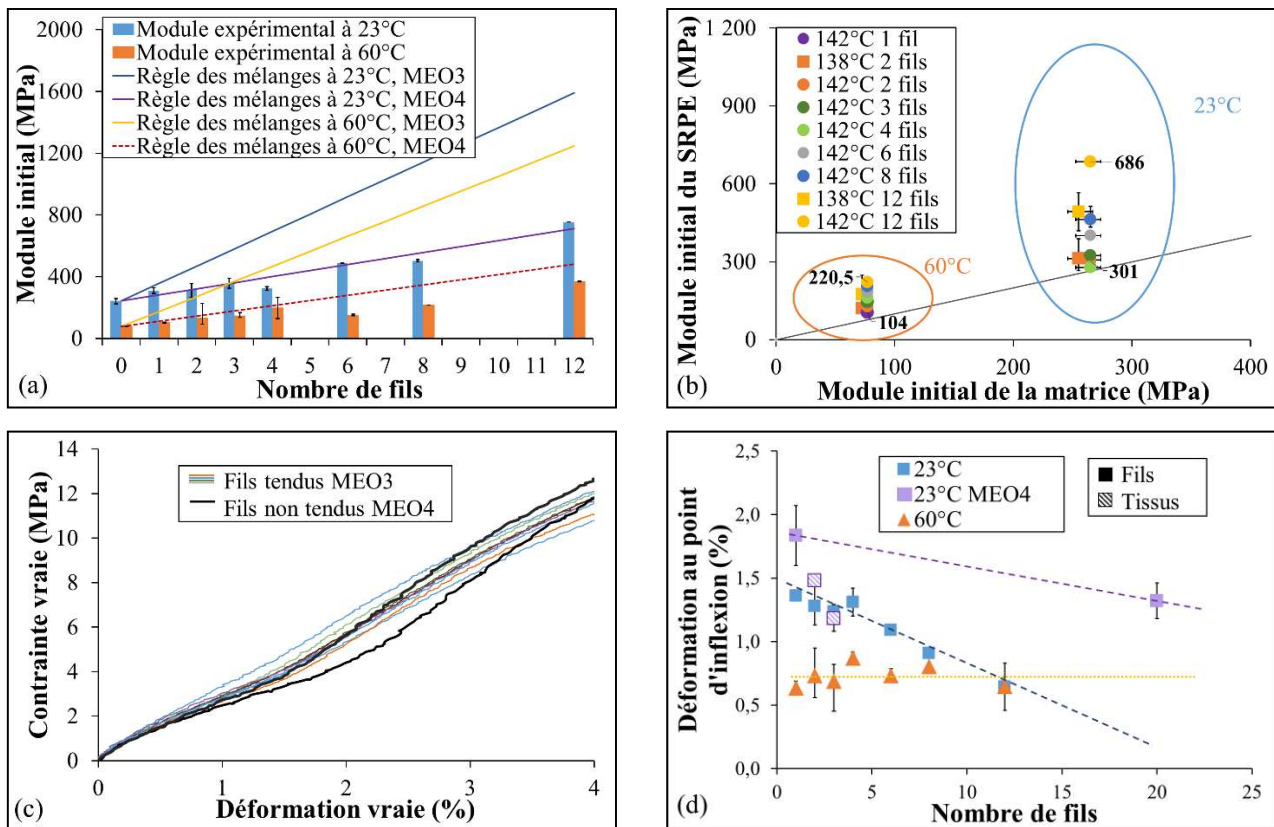 2000
1600
1200
800
400
0
Module initial (MPa)
Module expérimental à 23°C
Module expérimental à 60°C
Règle des mélanges à 23°C, MEO3
Règle des mélanges à 23°C, MEO4
Règle des mélanges à 60°C, MEO3
Règle des mélanges à 60°C, MEO4
0 1 2 3 4 5 6 7 8 9 10 11 12
Nombre de fils
(a)
1 200
900
600
300
0
Module initial du SRPE (MPa)
142°C 1 fil
138°C 2 fils
142°C 2 fils
142°C 3 fils
142°C 4 fils
142°C 6 fils
142°C 8 fils
138°C 12 fils
142°C 12 fils
23°C
686
301
60°C
220,5
104
0 100 200 300 400
Module initial de la matrice (MPa)
(b)
14
12
10
8
6
4
2
0
Contrainte vraie (MPa)
Fils tendus MEO3
Fils non tendus MEO4
0 1 2 3 4
Déformation vraie (%)
(c)
2,5
2,0
1,5
1,0
0,5
0,0
Déformation au point
d'inflexion (%)
23°C
23°C MEO4
60°C
Fils
Tissus
0 5 10 15 20 25
Nombre de fils
(d)